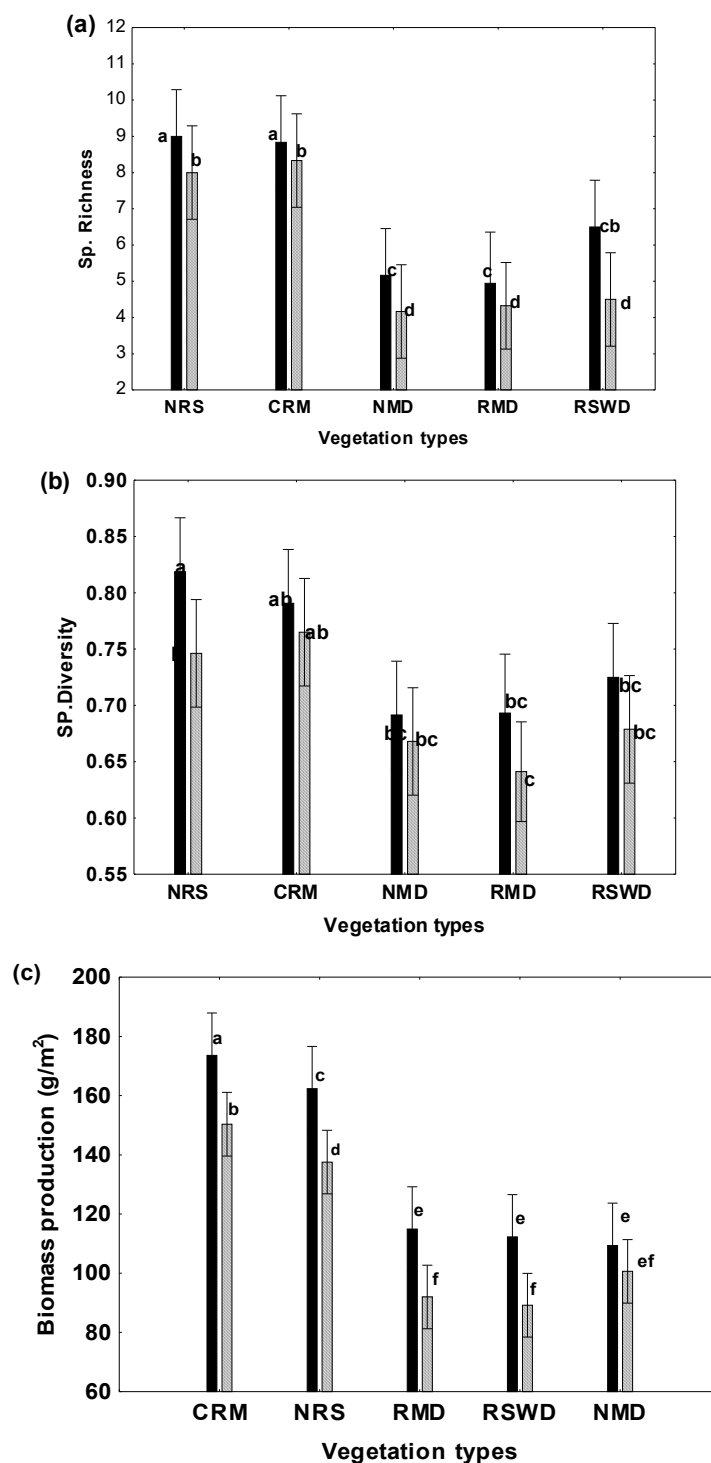 (a)
12
11
10
9
8
7
6
5
4
3
2
Sp. Richness
a b a b c d c d cb d
NRS CRM NMD RMD RSWD
Vegetation types
(b)
0.90
0.85
0.80
0.75
0.70
0.65
0.60
0.55
SP.Diversity
a ab ab bc bc bc c bc bc
NRS CRM NMD RMD RSWD
Vegetation types
(c)
200
180
160
140
120
100
80
60
Biomass production (g/m²)
a b c d e f e f e ef
CRM NRS RMD RSWD NMD
Vegetation types